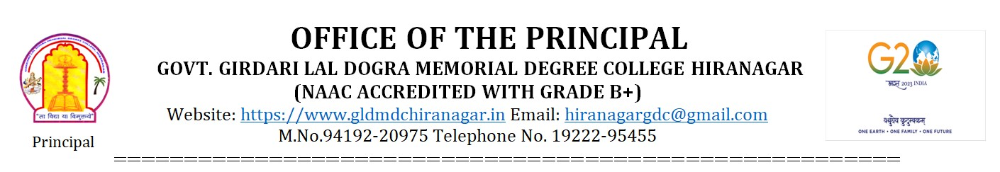 OFFICE OF THE PRINCIPAL
GOVT. GIRDARI LAL DOGRA MEMORIAL DEGREE COLLEGE HIRANAGAR
(NAAC ACCREDITED WITH GRADE B+)
Website: https://www.gldmdchiranagar.in Email: hiranagargdc@gmail.com
M.No.94192-20975 Telephone No. 19222-95455
"सा विद्या या विमुक्तये"
Principal
G20
भारत 2023 INDIA
वसुधैव कुटुम्बकम्
ONE EARTH • ONE FAMILY • ONE FUTURE